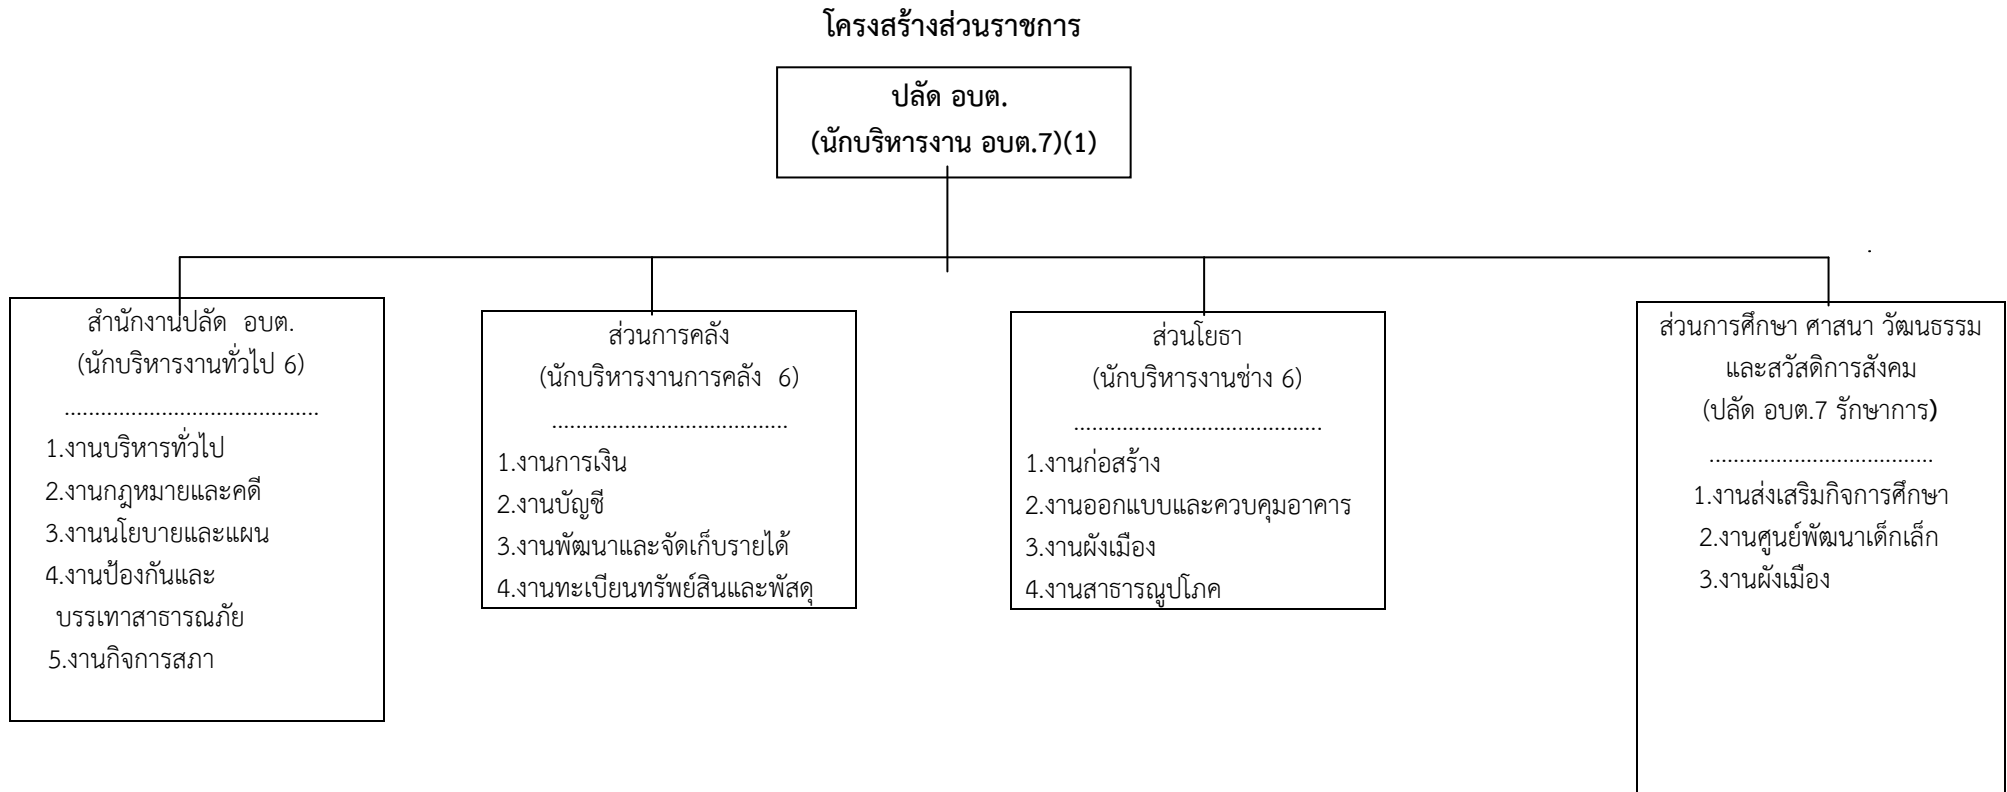 โครงสร้างส่วนราชการ
ปลัด อบต.
(นักบริหารงาน อบต.7)(1)
สำนักงานปลัด อบต.
(นักบริหารงานทั่วไป 6)
..........................................
1.งานบริหารทั่วไป
2.งานกฎหมายและคดี
3.งานนโยบายและแผน
4.งานป้องกันและ
บรรเทาสาธารณภัย
5.งานกิจการสภา
ส่วนการคลัง
(นักบริหารงานการคลัง 6)
.......................................
1.งานการเงิน
2.งานบัญชี
3.งานพัฒนาและจัดเก็บรายได้
4.งานทะเบียนทรัพย์สินและพัสดุ
ส่วนโยธา
(นักบริหารงานช่าง 6)
.........................................
1.งานก่อสร้าง
2.งานออกแบบและควบคุมอาคาร
3.งานผังเมือง
4.งานสาธารณูปโภค
ส่วนการศึกษา ศาสนา วัฒนธรรม
และสวัสดิการสังคม
(ปลัด อบต.7 รักษาการ)
.....................................
1.งานส่งเสริมกิจการศึกษา
2.งานศูนย์พัฒนาเด็กเล็ก
3.งานผังเมือง